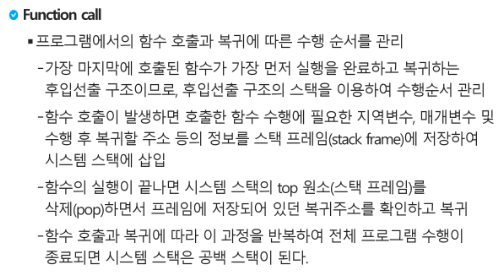 Function call
▪프로그램에서의 함수 호출과 복귀에 따른 수행 순서를 관리
-가장 마지막에 호출된 함수가 가장 먼저 실행을 완료하고 복귀하는
후입선출 구조이므로, 후입선출 구조의 스택을 이용하여 수행순서 관리
-함수 호출이 발생하면 호출한 함수 수행에 필요한 지역변수, 매개변수 및
수행 후 복귀할 주소 등의 정보를 스택 프레임(stack frame)에 저장하여
시스템 스택에 삽입
-함수의 실행이 끝나면 시스템 스택의 top 원소(스택 프레임)를
삭제(pop)하면서 프레임에 저장되어 있던 복귀주소를 확인하고 복귀
-함수 호출과 복귀에 따라 이 과정을 반복하여 전체 프로그램 수행이
종료되면 시스템 스택은 공백 스택이 된다.